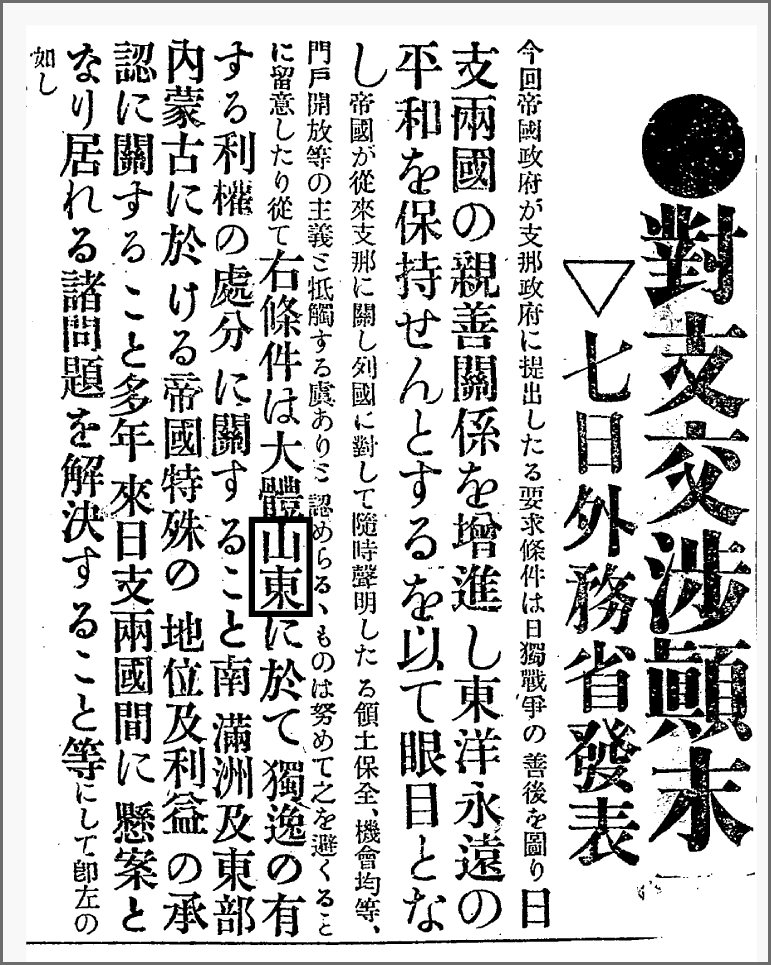 ●對支交涉顚末
▽七日外務省發表
今回帝國政府が支那政府に提出したる要求條件は日獨戰爭の善後を圖り日
支兩國の親善關係を增進し東洋永遠の
平和を保持せんとするを以て眼目とな
し帝國が從來支那に關し列國に對して隨時聲明したる領土保全、機會均等、
門戶開放等の主義と牴觸する虞ありと認めらるゝものは努めて之を避くること
に留意したり從て右條件は大體山東に於て獨逸の有
する利權の處分に關すること南滿洲及東部
內蒙古に於ける帝國特殊の地位及利益の承
認に關すること多年來日支兩國間に懸案と
なり居れる諸問題を解決すること等にして卽左の
如し